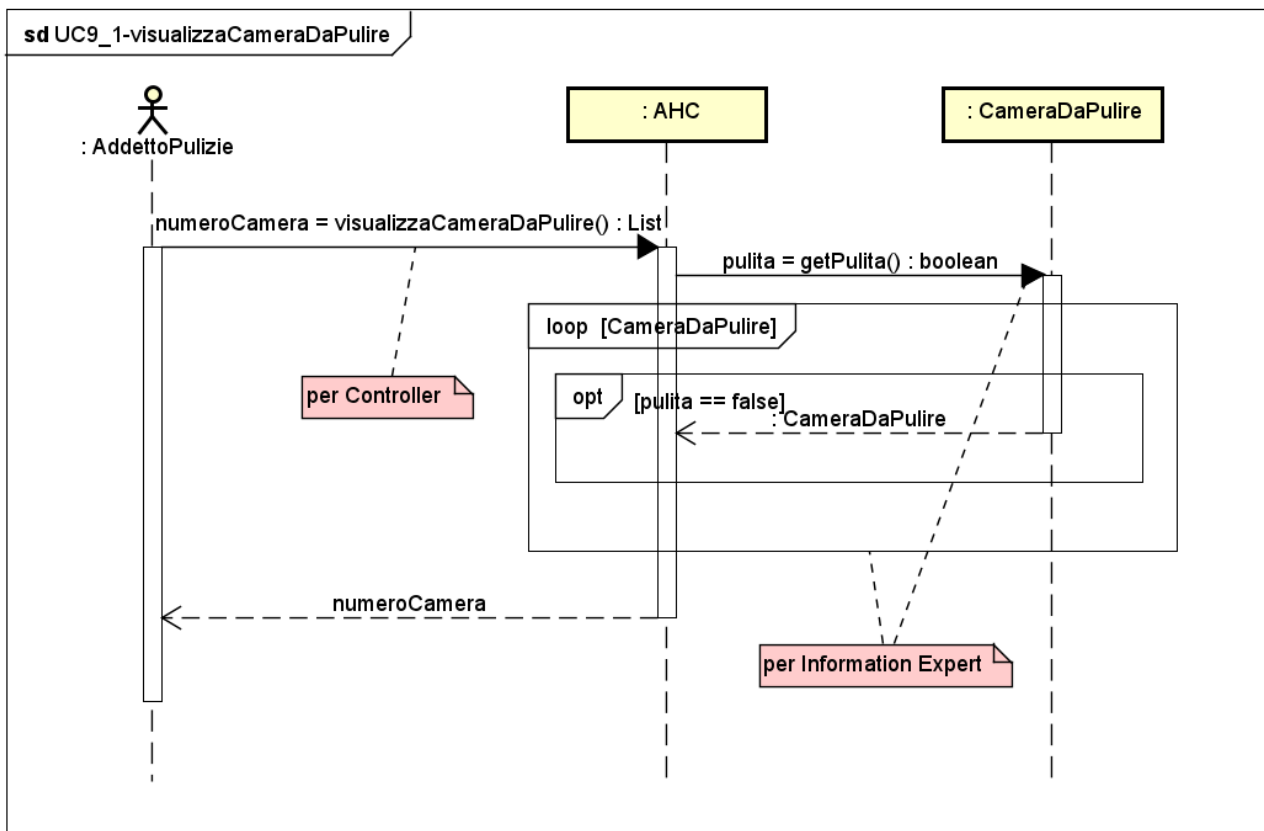 sd UC9_1-visualizzaCameraDaPulire
: AddettoPulizie
: AHC
: CameraDaPulire
numeroCamera = visualizzaCameraDaPulire() : List
pulita = getPulita() : boolean
loop [CameraDaPulire]
per Controller
opt [pulita == false]
: CameraDaPulire
numeroCamera
per Information Expert